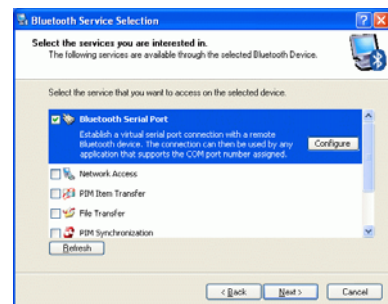 Bluetooth Service Selection
Select the services you are interested in.
The following services are available through the selected Bluetooth Device.
Select the service that you want to access on the selected device.
Bluetooth Serial Port
Establish a virtual serial port connection with a remote
Bluetooth device. The connection can then be used by any
application that supports the COM port number assigned.
Configure
Network Access
PIM Item Transfer
File Transfer
PIM Synchronization
Refresh
< Back
Next >
Cancel